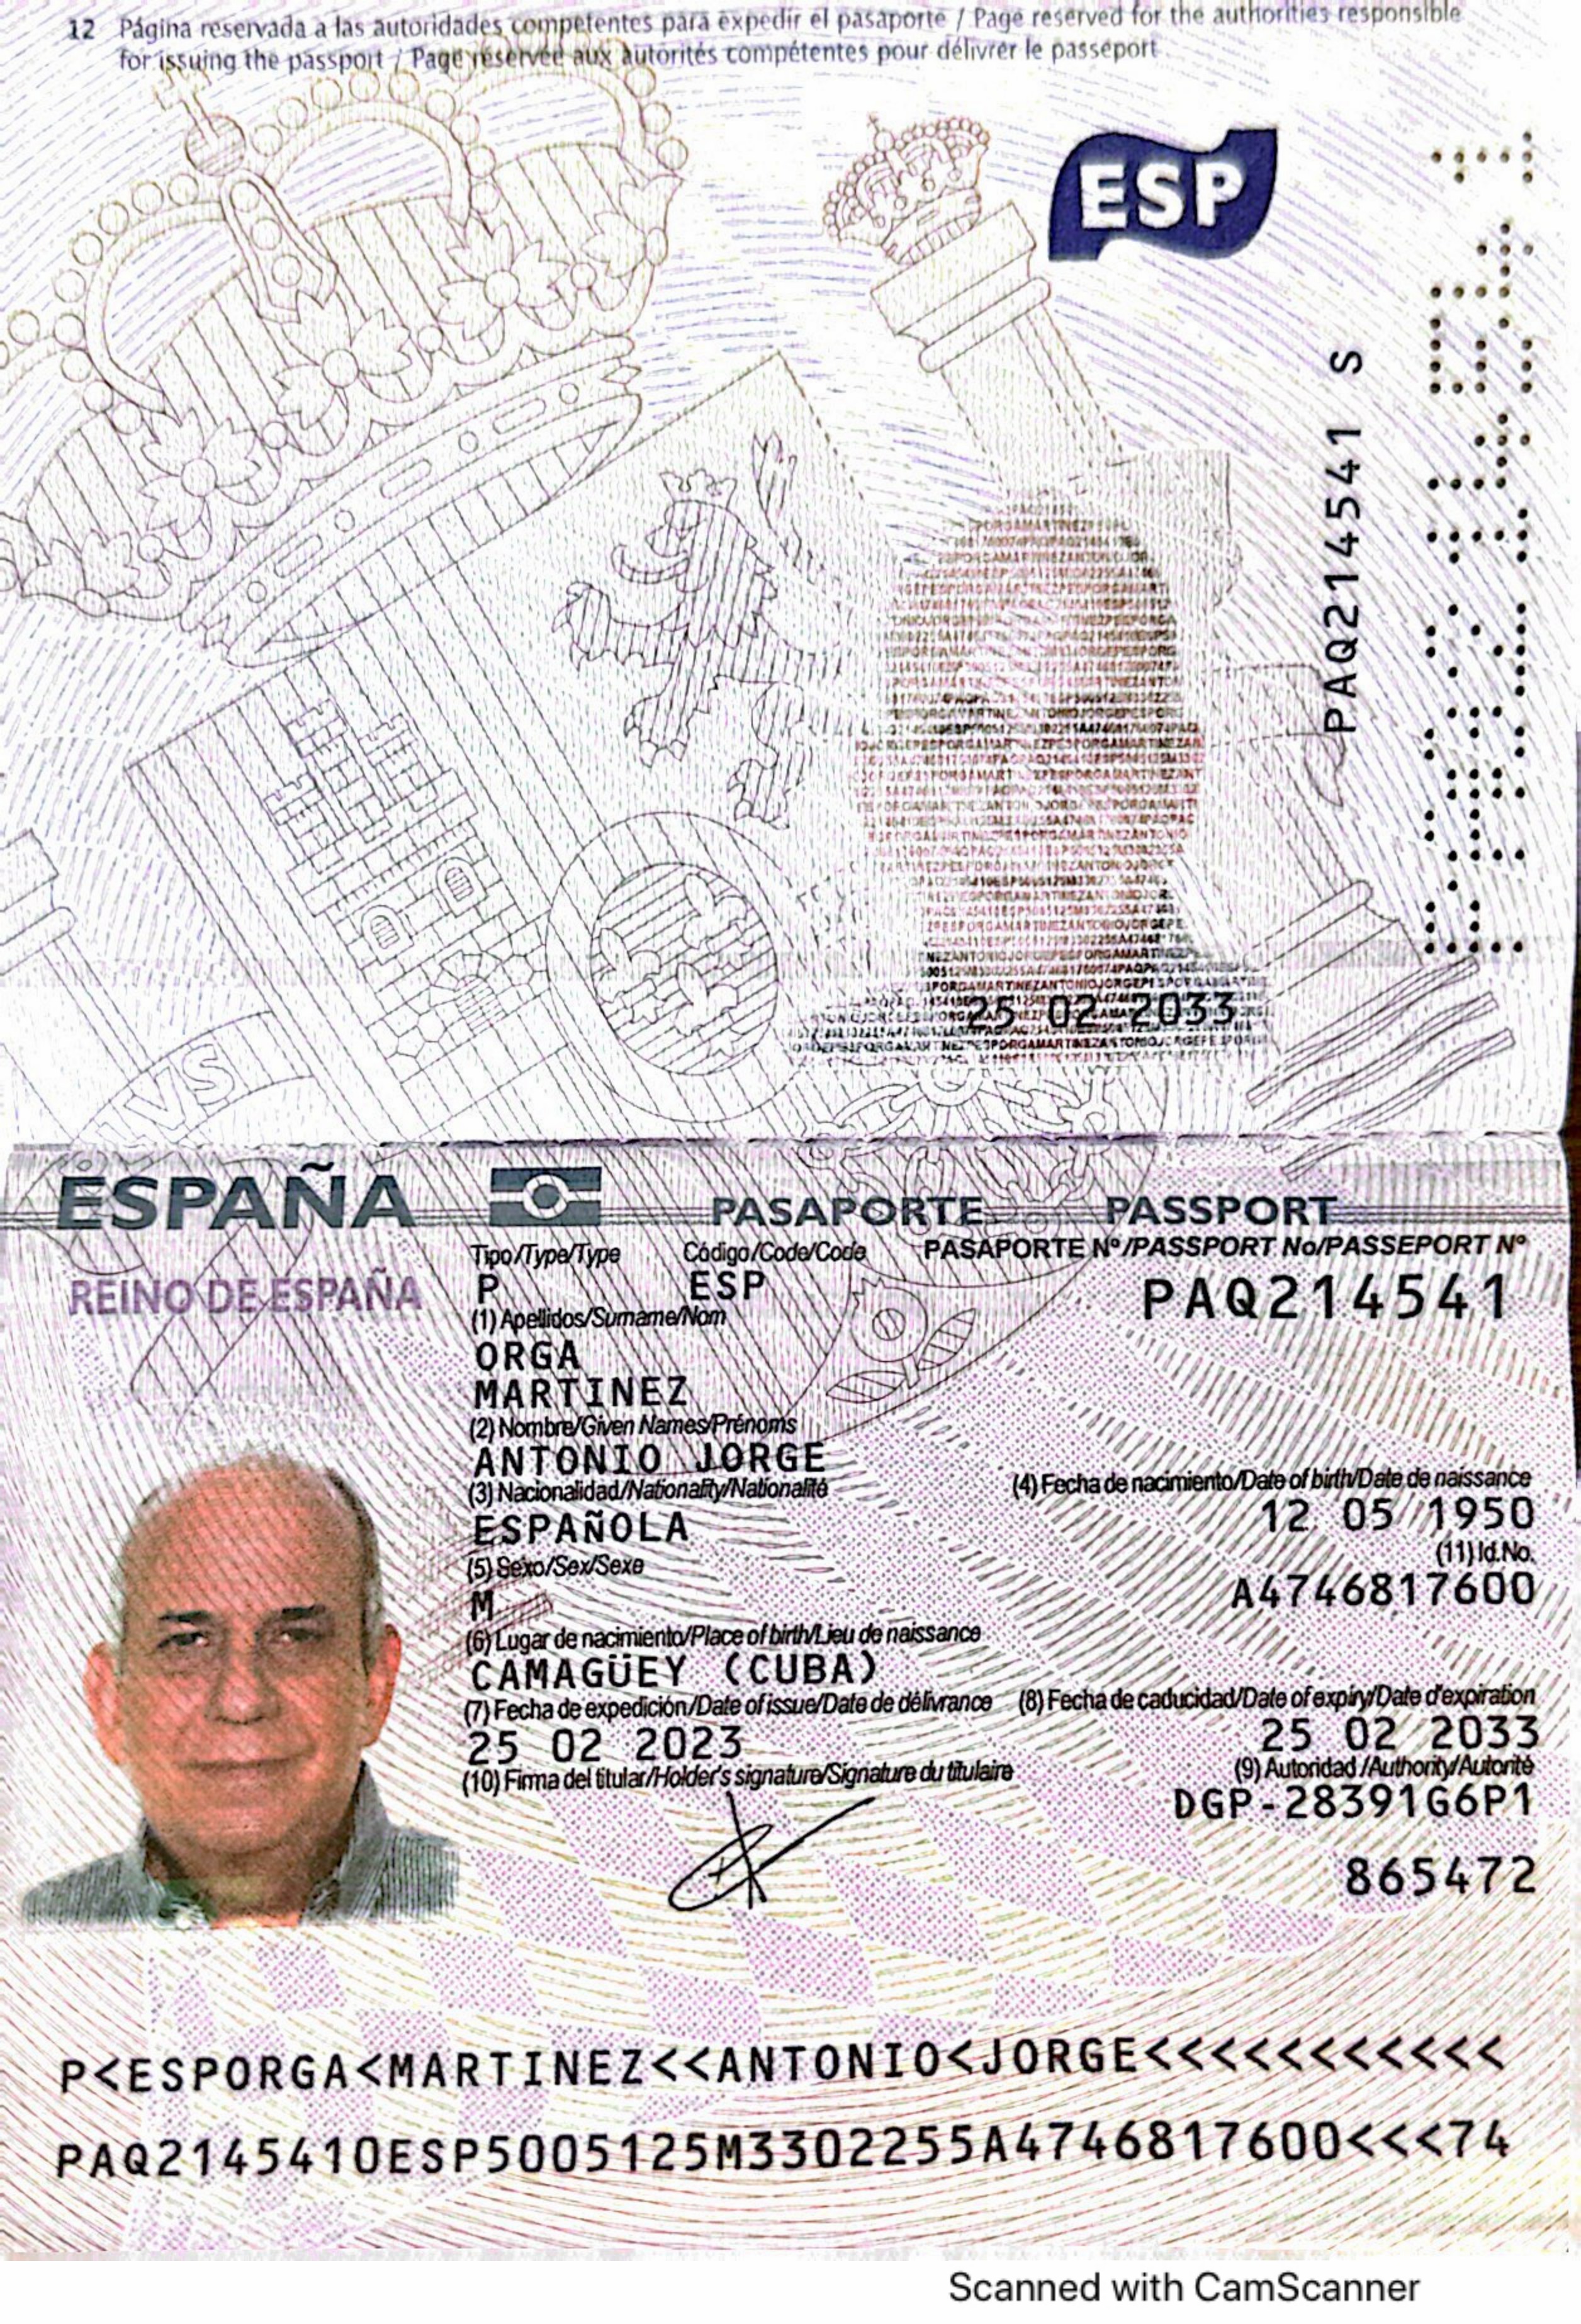 12 Página reservada a las autoridades competentes para expedir el pasaporte / Page reserved for the authorities responsible
for issuing the passport / Page réservée aux autorités compétentes pour délivrer le passeport
ESP
PAQ214541 S
25 02 2033
ESPAÑA PASAPORTE PASSPORT
Tipo/Type/Type Código/Code/Code PASAPORTE Nº/PASSPORT No/PASSEPORT Nº
REINO DE ESPAÑA P ESP PAQ214541
(1) Apellidos/Surname/Nom
ORGA
MARTINEZ
(2) Nombre/Given Names/Prénoms
ANTONIO JORGE
(3) Nacionalidad/Nationality/Nationalité (4) Fecha de nacimiento/Date of birth/Date de naissance
ESPAÑOLA 12 05 1950
(5) Sexo/Sex/Sexe (11) Id.No.
M A4746817600
(6) Lugar de nacimiento/Place of birth/Lieu de naissance
CAMAGÜEY (CUBA)
(7) Fecha de expedición/Date of issue/Date de délivrance (8) Fecha de caducidad/Date of expiry/Date d'expiration
25 02 2023 25 02 2033
(10) Firma del titular/Holder's signature/Signature du titulaire (9) Autoridad/Authority/Autorité
DGP-28391G6P1
865472
P<ESPORGA<MARTINEZ<<ANTONIO<JORGE<<<<<<<<<<<
PAQ2145410ESP5005125M3302255A4746817600<<<74
Scanned with CamScanner